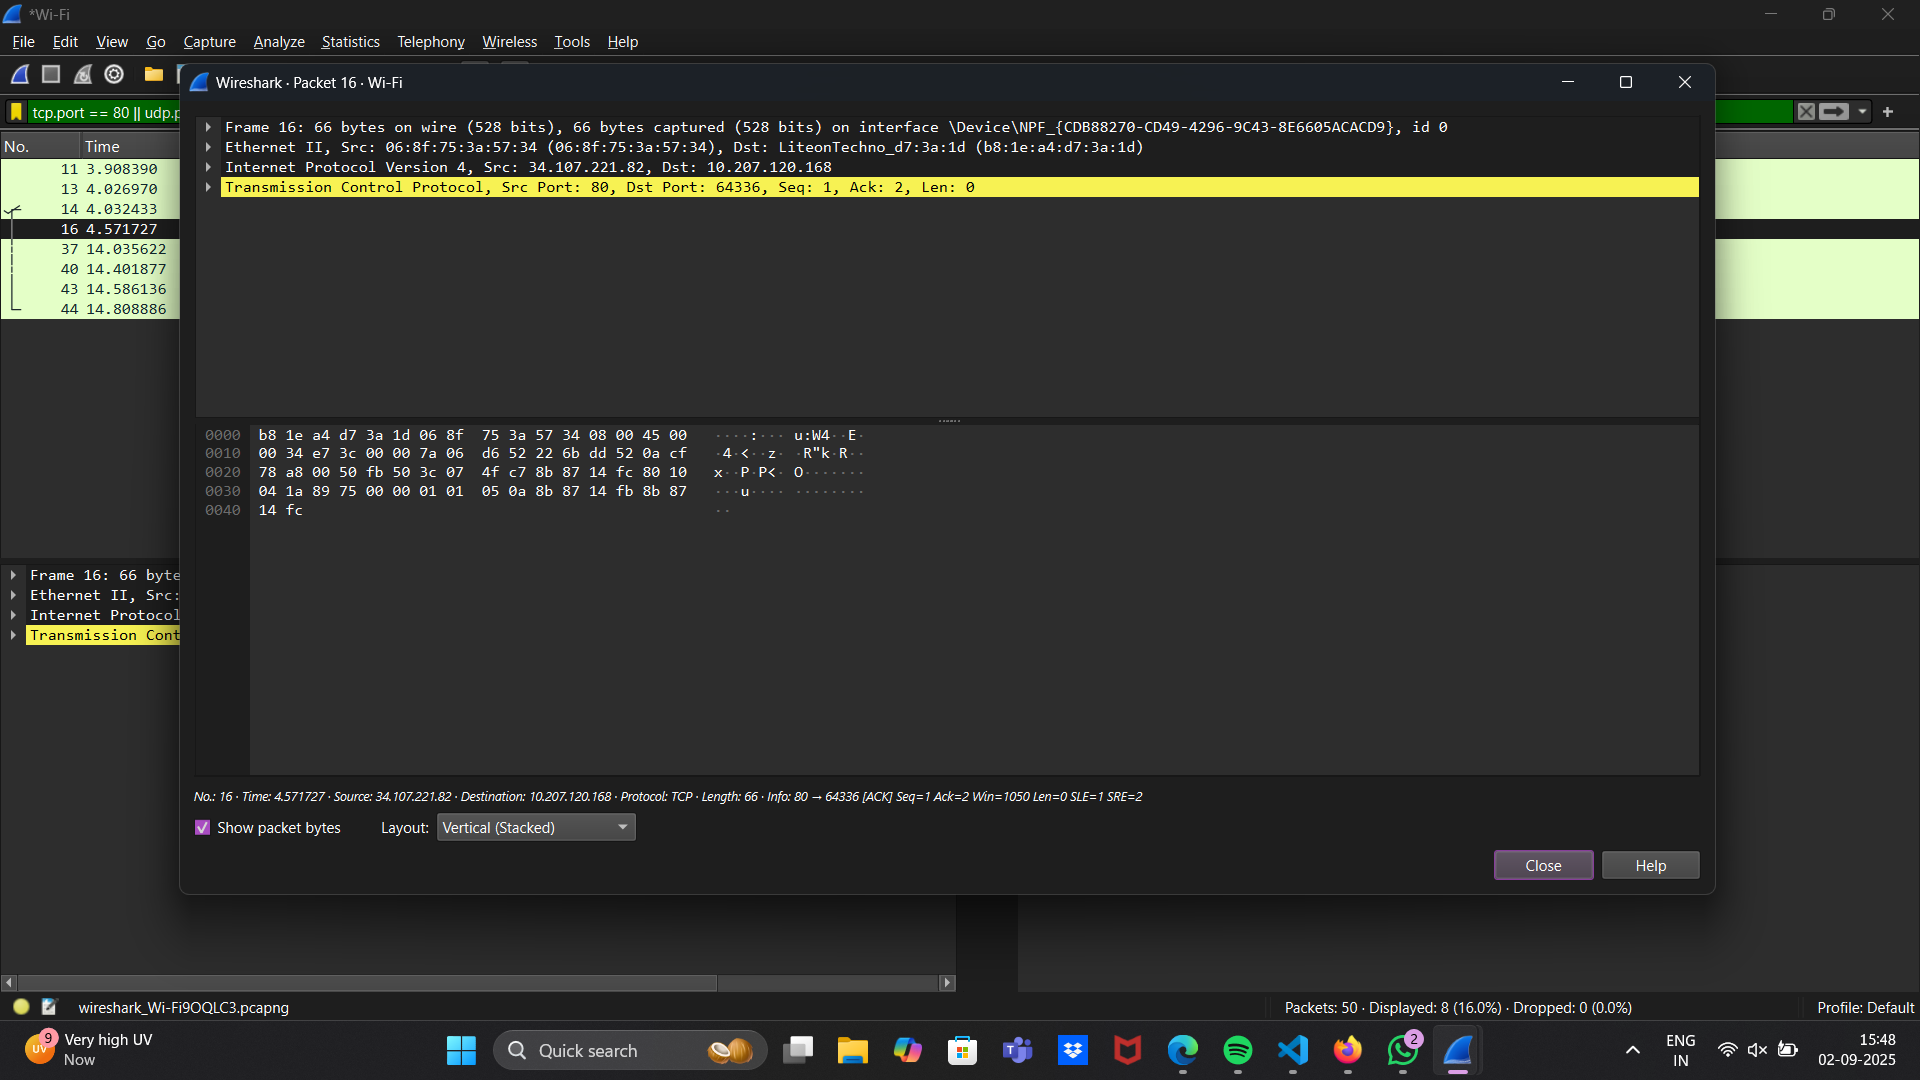 *Wi-Fi
File Edit View Go Capture Analyze Statistics Telephony Wireless Tools Help
Wireshark · Packet 16 · Wi-Fi
tcp.port == 80 || udp.p
No. Time
11 3.908390
13 4.026970
14 4.032433
16 4.571727
37 14.035622
40 14.401877
43 14.586136
44 14.808886
Frame 16: 66 bytes on wire (528 bits), 66 bytes captured (528 bits) on interface \Device\NPF_{CDB88270-CD49-4296-9C43-8E6605ACACD9}, id 0
Ethernet II, Src: 06:8f:75:3a:57:34 (06:8f:75:3a:57:34), Dst: LiteonTechno_d7:3a:1d (b8:1e:a4:d7:3a:1d)
Internet Protocol Version 4, Src: 34.107.221.82, Dst: 10.207.120.168
Transmission Control Protocol, Src Port: 80, Dst Port: 64336, Seq: 1, Ack: 2, Len: 0
0000 b8 1e a4 d7 3a 1d 06 8f 75 3a 57 34 08 00 45 00 ····:··· u:W4··E·
0010 00 34 e7 3c 00 00 7a 06 d6 52 22 6b dd 52 0a cf ·4·<··z· ·R"k·R··
0020 78 a8 00 50 fb 50 3c 07 4f c7 8b 87 14 fc 80 10 x··P·P<· O·······
0030 04 1a 89 75 00 00 01 01 05 0a 8b 87 14 fb 8b 87 ···u···· ········
0040 14 fc ··
Frame 16: 66 byte
Ethernet II, Src:
Internet Protocol
Transmission Cont
No.: 16 · Time: 4.571727 · Source: 34.107.221.82 · Destination: 10.207.120.168 · Protocol: TCP · Length: 66 · Info: 80 → 64336 [ACK] Seq=1 Ack=2 Win=1050 Len=0 SLE=1 SRE=2
Show packet bytes Layout: Vertical (Stacked)
Close Help
wireshark_Wi-Fi9OQLC3.pcapng Packets: 50 · Displayed: 8 (16.0%) · Dropped: 0 (0.0%) Profile: Default
UV 9 Very high UV
Now
Quick search
2
ENG
IN
15:48
02-09-2025